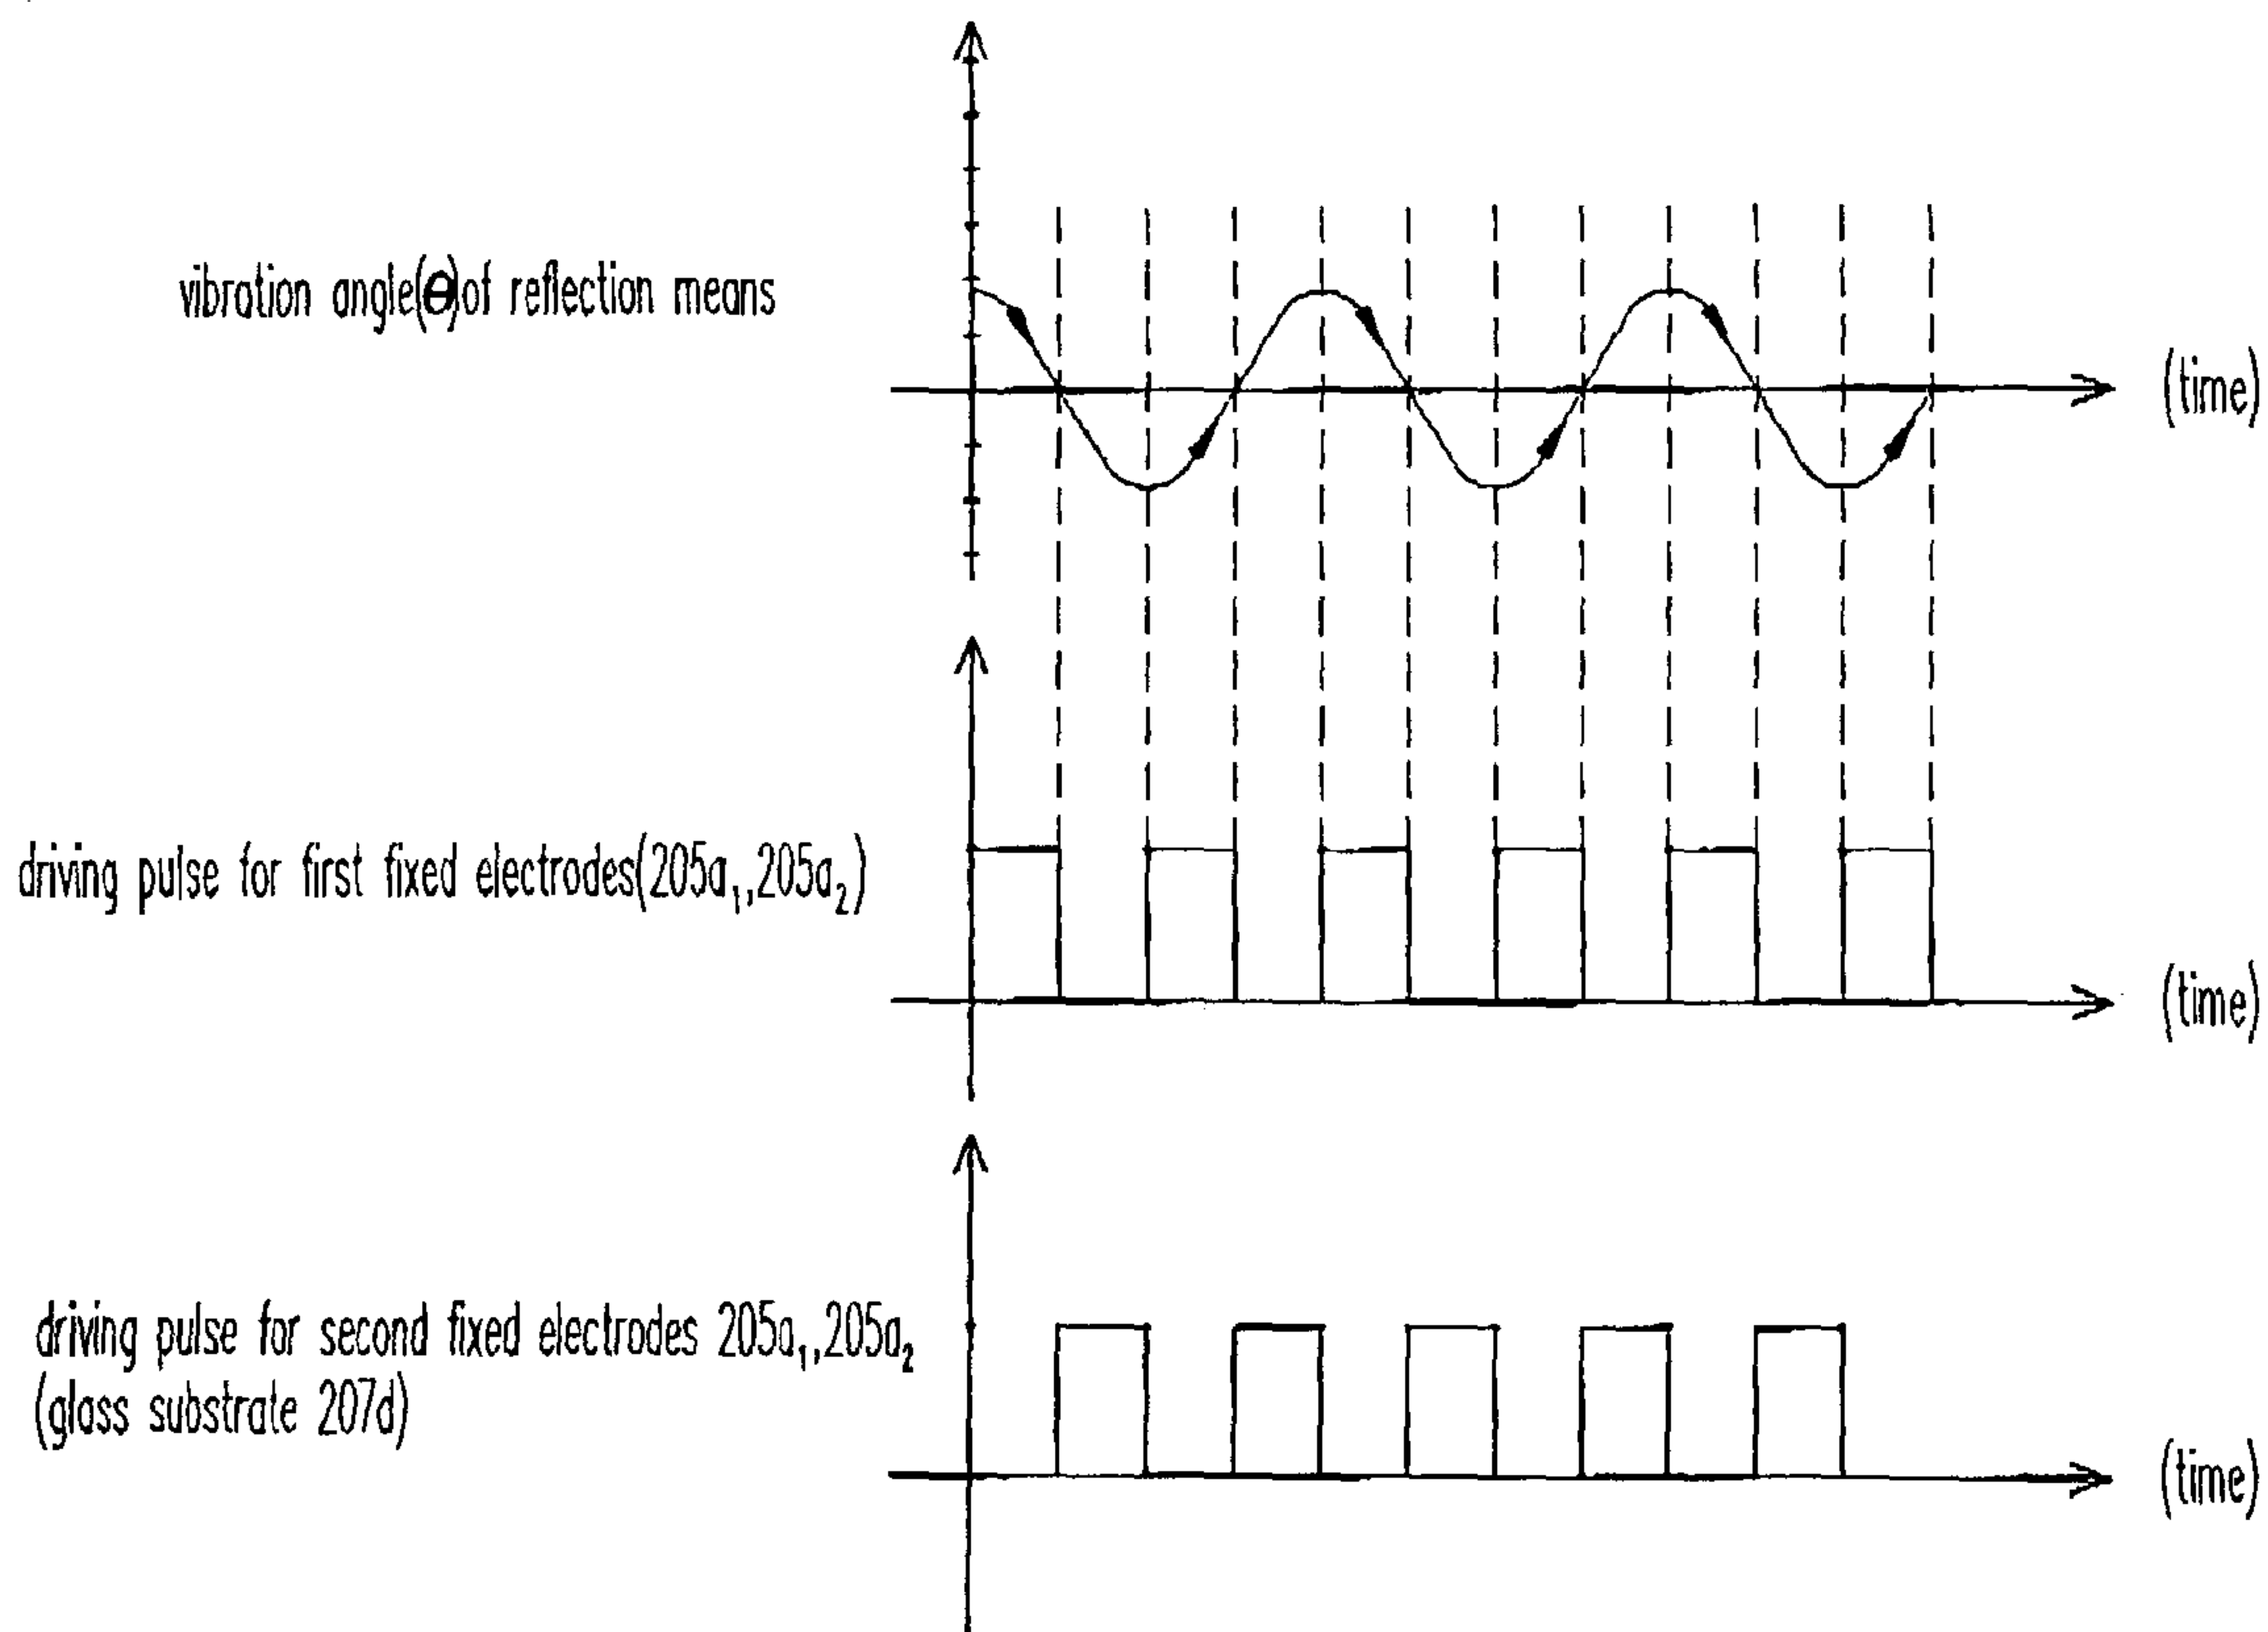 vibration angle(θ)of reflection means
(time)
driving pulse for first fixed electrodes(205a₁,205a₂)
(time)
driving pulse for second fixed electrodes 205a₁,205a₂
(glass substrate 207d)
(time)